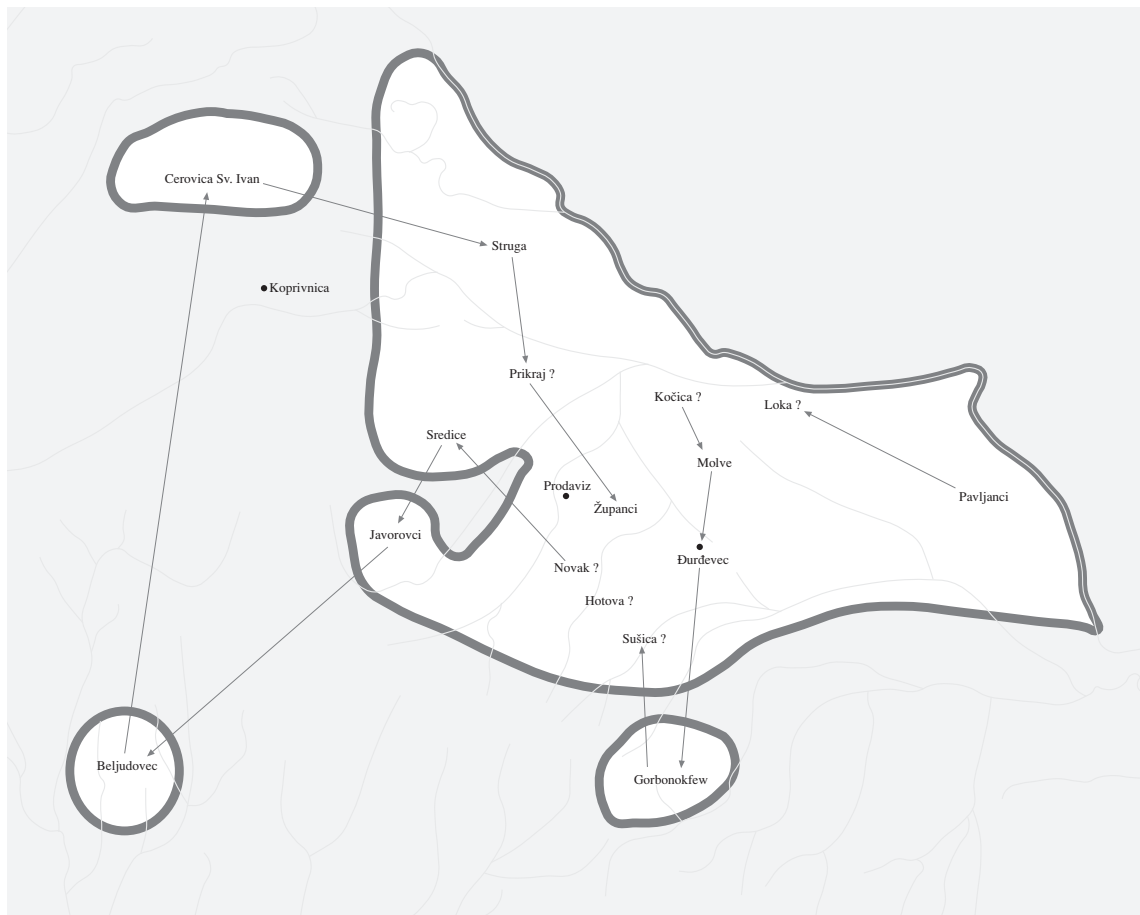 Cerovica Sv. Ivan
Struga
Koprivnica
Prikraj ?
Kočica ?
Loka ?
Sredice
Molve
Prodaviz
Pavljanci
Županci
Javorovci
Đurđevec
Novak ?
Hotova ?
Sušica ?
Beljudovec
Gorbonokfew